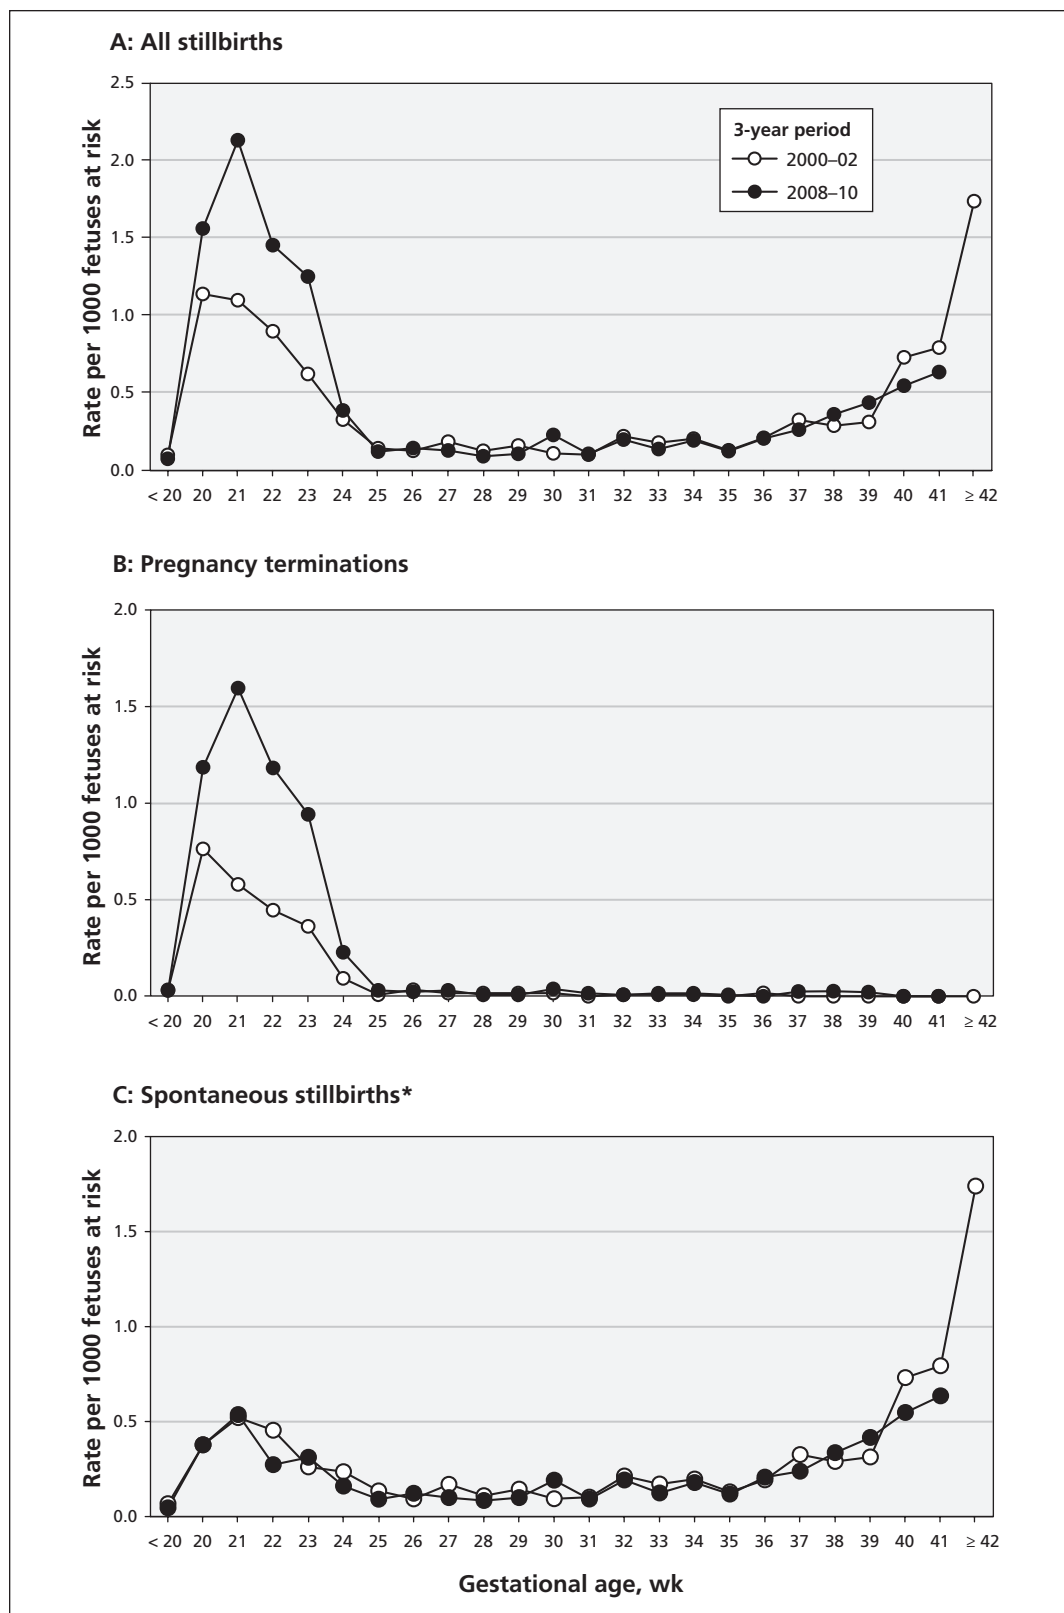 A: All stillbirths
Rate per 1000 fetuses at risk
2.5
2.0
1.5
1.0
0.5
0.0
3-year period
2000–02
2008–10
< 20 20 21 22 23 24 25 26 27 28 29 30 31 32 33 34 35 36 37 38 39 40 41 ≥ 42
B: Pregnancy terminations
Rate per 1000 fetuses at risk
2.0
1.5
1.0
0.5
0.0
< 20 20 21 22 23 24 25 26 27 28 29 30 31 32 33 34 35 36 37 38 39 40 41 ≥ 42
C: Spontaneous stillbirths*
Rate per 1000 fetuses at risk
2.0
1.5
1.0
0.5
0.0
< 20 20 21 22 23 24 25 26 27 28 29 30 31 32 33 34 35 36 37 38 39 40 41 ≥ 42
Gestational age, wk